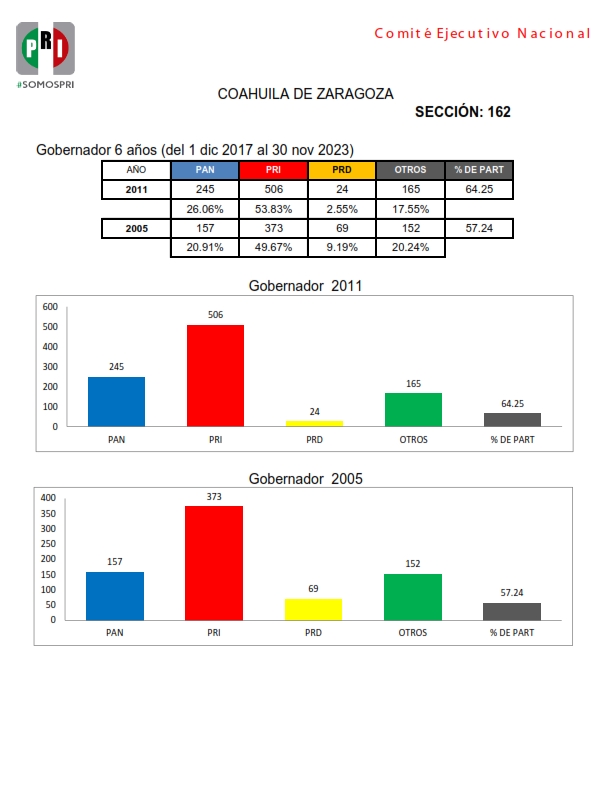 PRI
#SOMOSPRI
Comité Ejecutivo Nacional
COAHUILA DE ZARAGOZA
SECCIÓN: 162
Gobernador 6 años (del 1 dic 2017 al 30 nov 2023)
AÑO PAN PRI PRD OTROS % DE PART
2011 245 506 24 165 64.25
26.06% 53.83% 2.55% 17.55%
2005 157 373 69 152 57.24
20.91% 49.67% 9.19% 20.24%
Gobernador 2011
600
500
400
300
200
100
0
245
506
24
165
64.25
PAN PRI PRD OTROS % DE PART
Gobernador 2005
400
350
300
250
200
150
100
50
0
157
373
69
152
57.24
PAN PRI PRD OTROS % DE PART